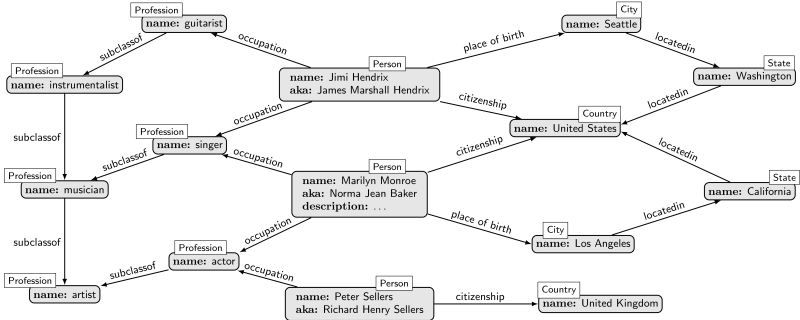 Profession
name: guitarist
City
name: Seattle
subclassof
occupation
place of birth
locatedin
Profession
name: instrumentalist
Person
name: Jimi Hendrix
aka: James Marshall Hendrix
State
name: Washington
occupation
citizenship
locatedin
subclassof
Profession
name: singer
Country
name: United States
subclassof
occupation
citizenship
locatedin
Profession
name: musician
Person
name: Marilyn Monroe
aka: Norma Jean Baker
description: ...
State
name: California
occupation
place of birth
locatedin
subclassof
Profession
name: actor
City
name: Los Angeles
subclassof
occupation
Profession
name: artist
Person
name: Peter Sellers
aka: Richard Henry Sellers
citizenship
Country
name: United Kingdom